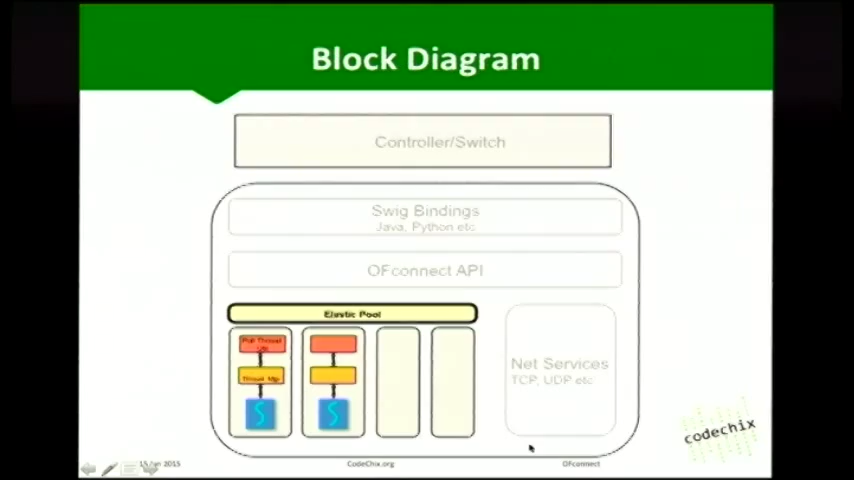 Block Diagram
Controller/Switch
Swig Bindings
Java, Python etc
OFconnect API
Elastic Pool
Net Services
TCP, UDP etc
codechix
CodeChix.org
OFconnect